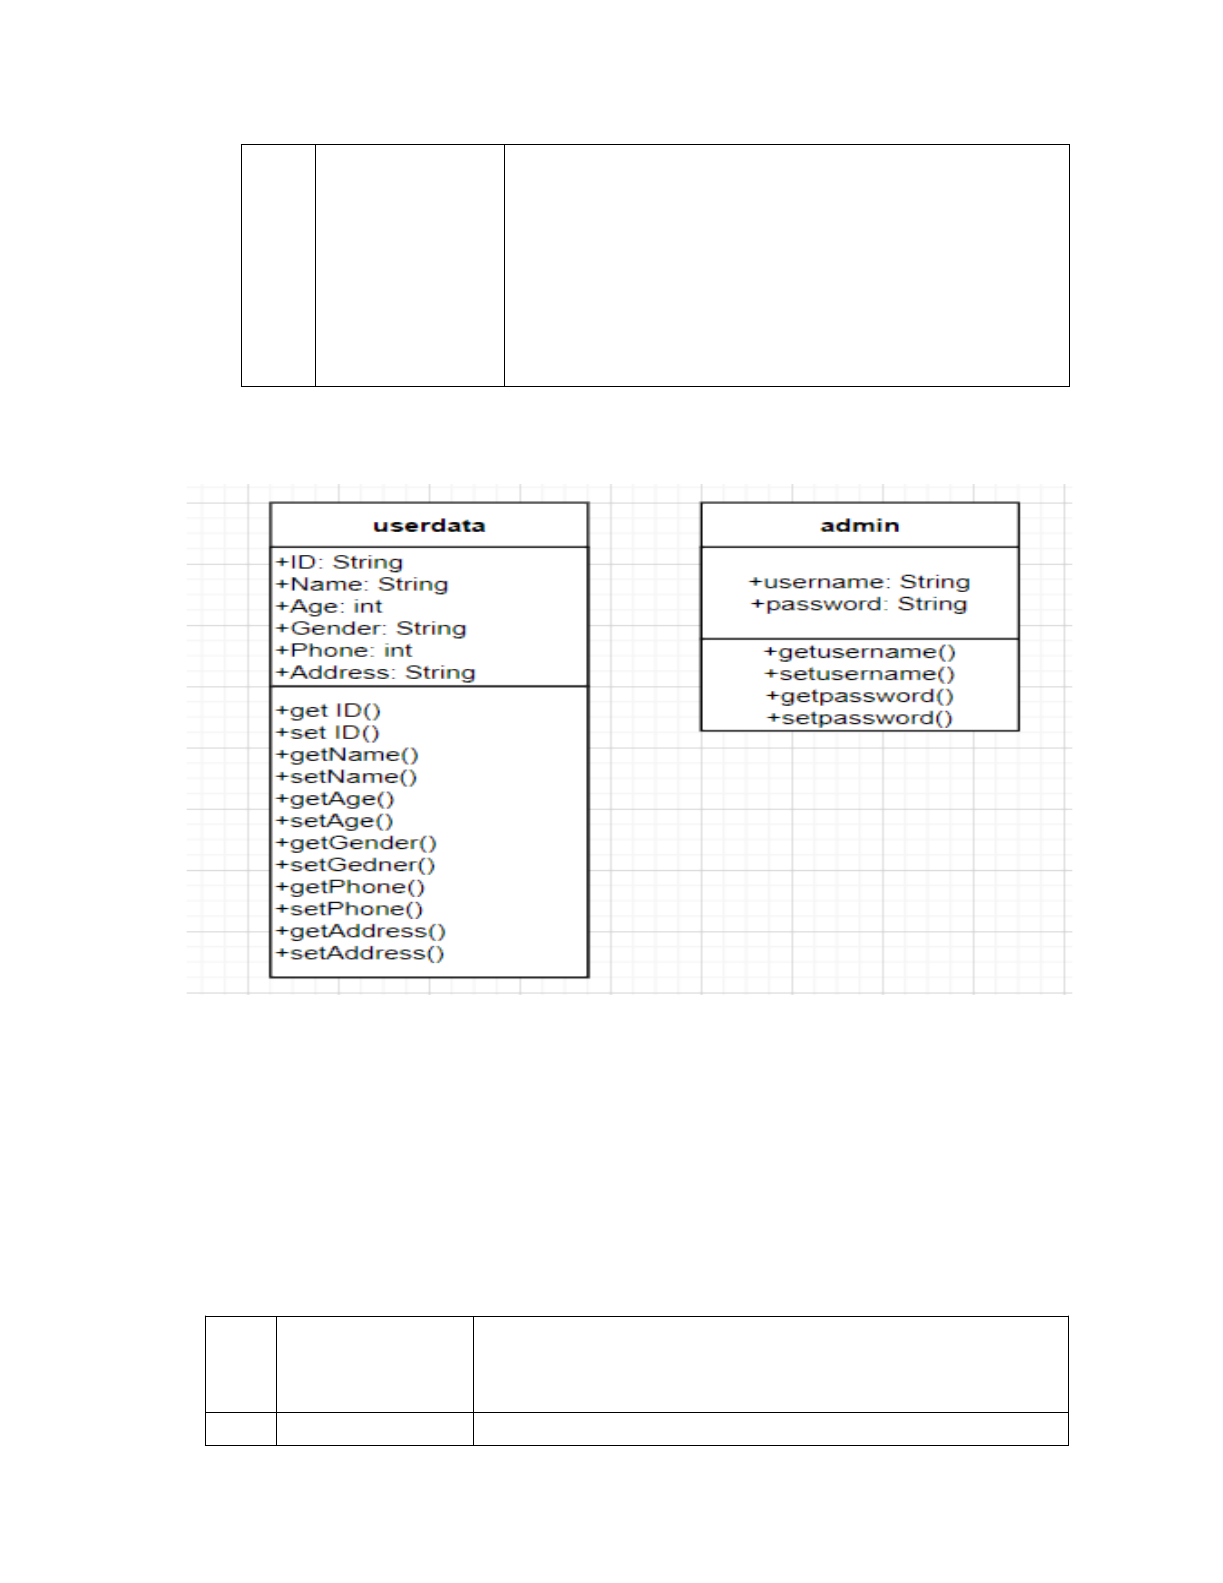 userdata
+ID: String
+Name: String
+Age: int
+Gender: String
+Phone: int
+Address: String
+get ID()
+set ID()
+getName()
+setName()
+getAge()
+setAge()
+getGender()
+setGedner()
+getPhone()
+setPhone()
+getAddress()
+setAddress()
admin
+username: String
+password: String
+getusername()
+setusername()
+getpassword()
+setpassword()